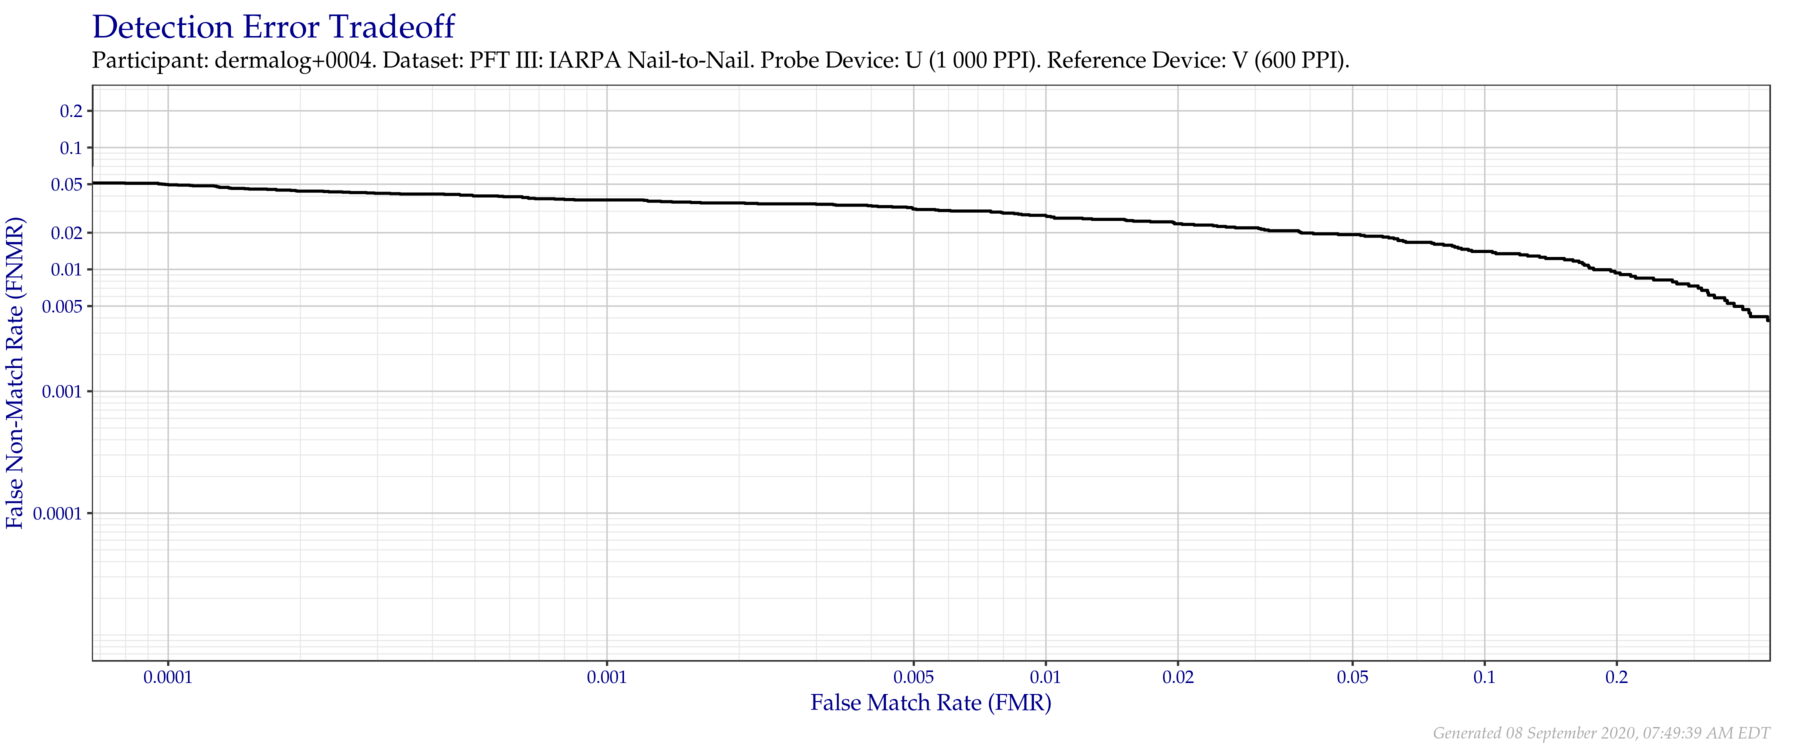 Detection Error Tradeoff
Participant: dermalog+0004. Dataset: PFT III: IARPA Nail-to-Nail. Probe Device: U (1 000 PPI). Reference Device: V (600 PPI).
False Non-Match Rate (FNMR)
0.2
0.1
0.05
0.02
0.01
0.005
0.001
0.0001
0.0001 0.001 0.005 0.01 0.02 0.05 0.1 0.2
False Match Rate (FMR)
Generated 08 September 2020, 07:49:39 AM EDT